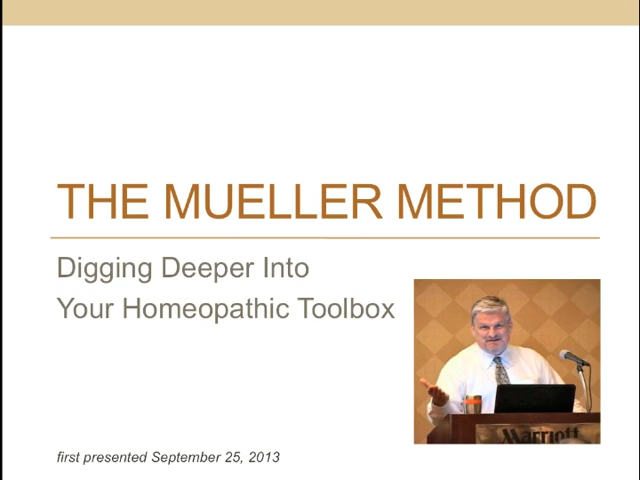 THE MUELLER METHOD
Digging Deeper Into
Your Homeopathic Toolbox
Marriott
first presented September 25, 2013